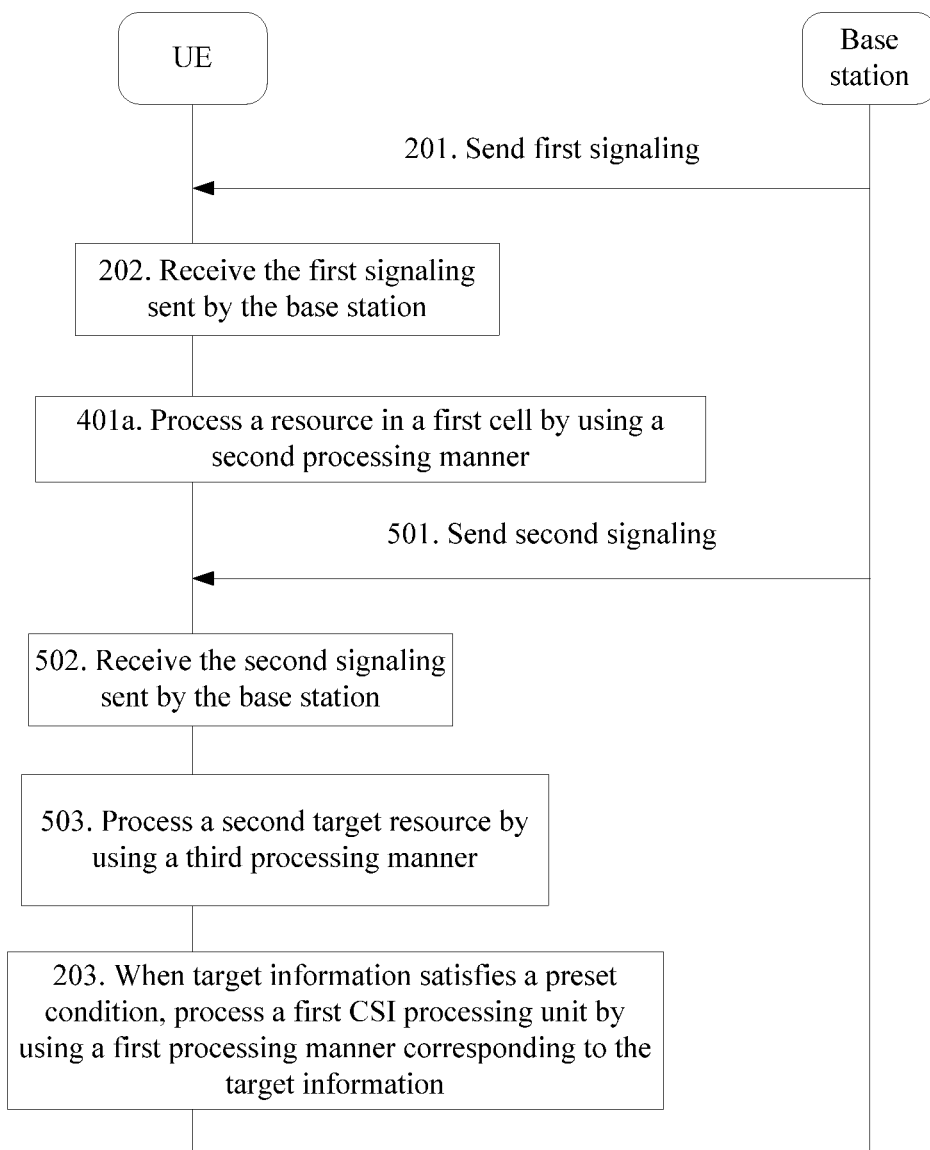 UE
Base
station
201. Send first signaling
202. Receive the first signaling
sent by the base station
401a. Process a resource in a first cell by using a
second processing manner
501. Send second signaling
502. Receive the second signaling
sent by the base station
503. Process a second target resource by
using a third processing manner
203. When target information satisfies a preset
condition, process a first CSI processing unit by
using a first processing manner corresponding to the
target information